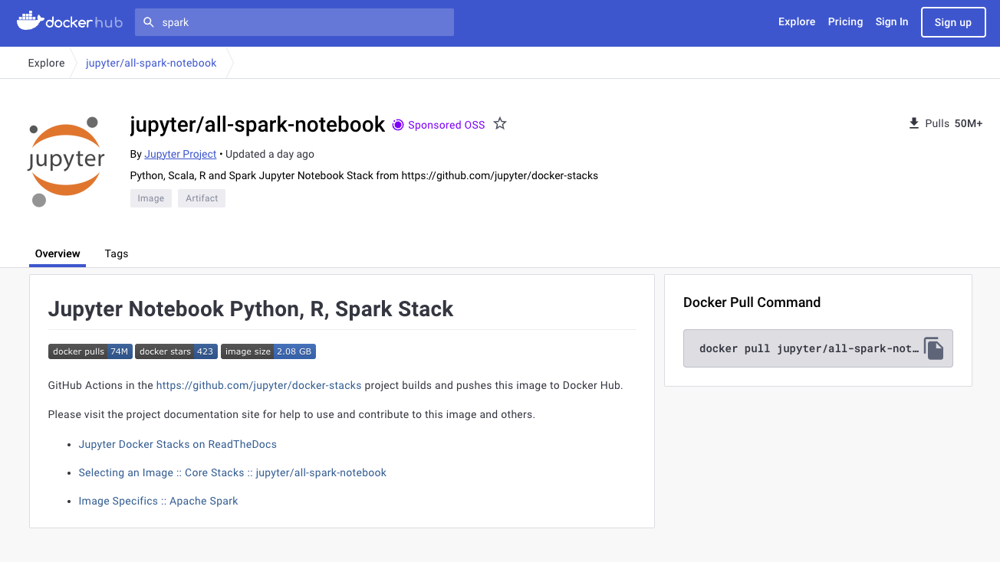 docker hub
spark
Explore
Pricing
Sign In
Sign up
Explore
jupyter/all-spark-notebook
jupyter
jupyter/all-spark-notebook
Sponsored OSS
Pulls 50M+
By Jupyter Project • Updated a day ago
Python, Scala, R and Spark Jupyter Notebook Stack from https://github.com/jupyter/docker-stacks
Image
Artifact
Overview
Tags
Jupyter Notebook Python, R, Spark Stack
docker pulls 74M
docker stars 423
image size 2.08 GB
GitHub Actions in the https://github.com/jupyter/docker-stacks project builds and pushes this image to Docker Hub.
Please visit the project documentation site for help to use and contribute to this image and others.
• Jupyter Docker Stacks on ReadTheDocs
• Selecting an Image :: Core Stacks :: jupyter/all-spark-notebook
• Image Specifics :: Apache Spark
Docker Pull Command
docker pull jupyter/all-spark-not…